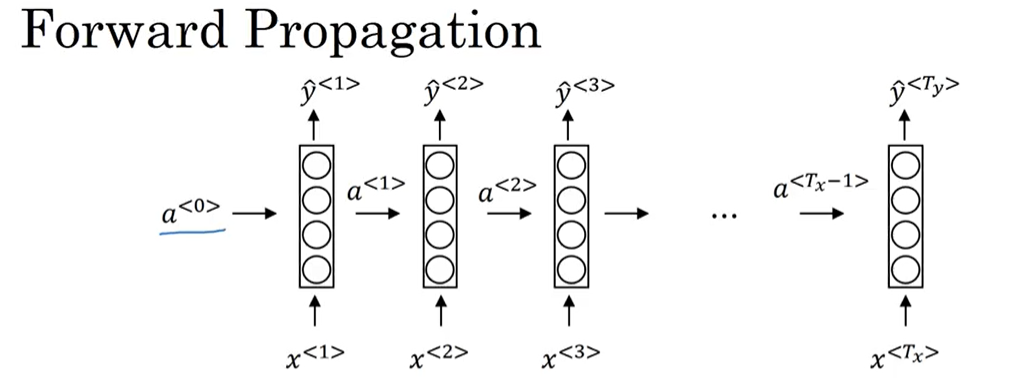 Forward Propagation
ŷ<1> ŷ<2> ŷ<3> ŷ<Ty>
a<0> a<1> a<2> ... a<Tx−1>
x<1> x<2> x<3> x<Tx>